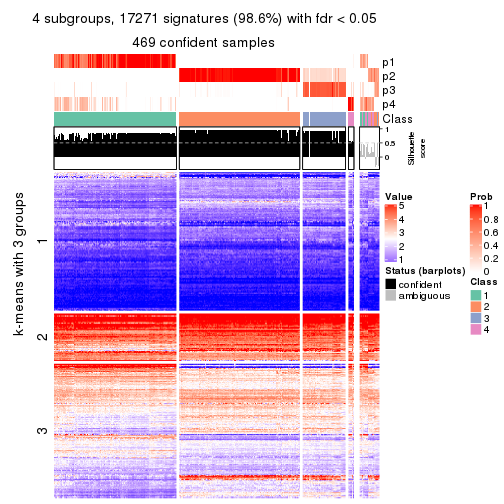 4 subgroups, 17271 signatures (98.6%) with fdr < 0.05
469 confident samples
p1
p2
p3
p4
Class
1
0.5
0
Silhouette
score
k-means with 3 groups
1
2
3
Value
5
4
3
2
1
Status (barplots)
confident
ambiguous
Prob
1
0.8
0.6
0.4
0.2
0
Class
1
2
3
4